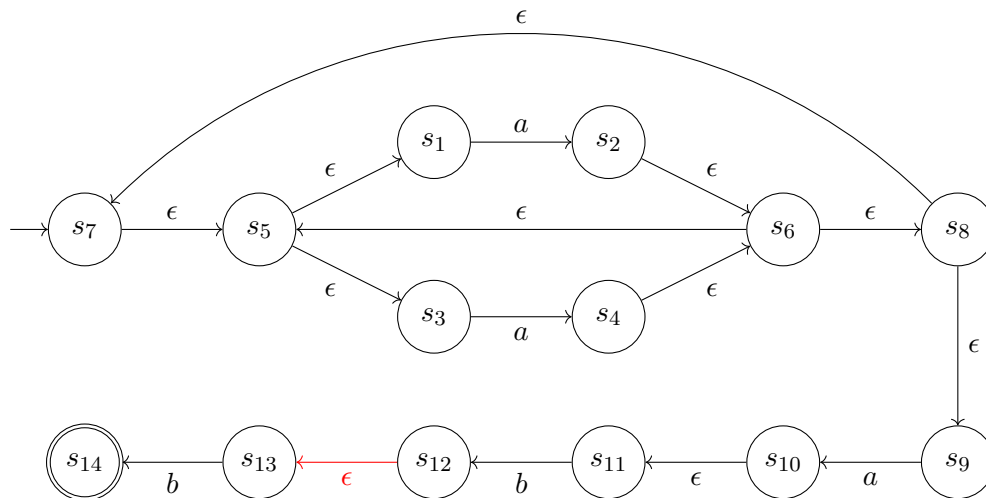 ϵ
s₁ a s₂
ϵ ϵ
s₇ ϵ s₅ ϵ s₆ ϵ s₈
ϵ ϵ
s₃ a s₄
ϵ
s₁₄ b s₁₃ ϵ s₁₂ b s₁₁ ϵ s₁₀ a s₉